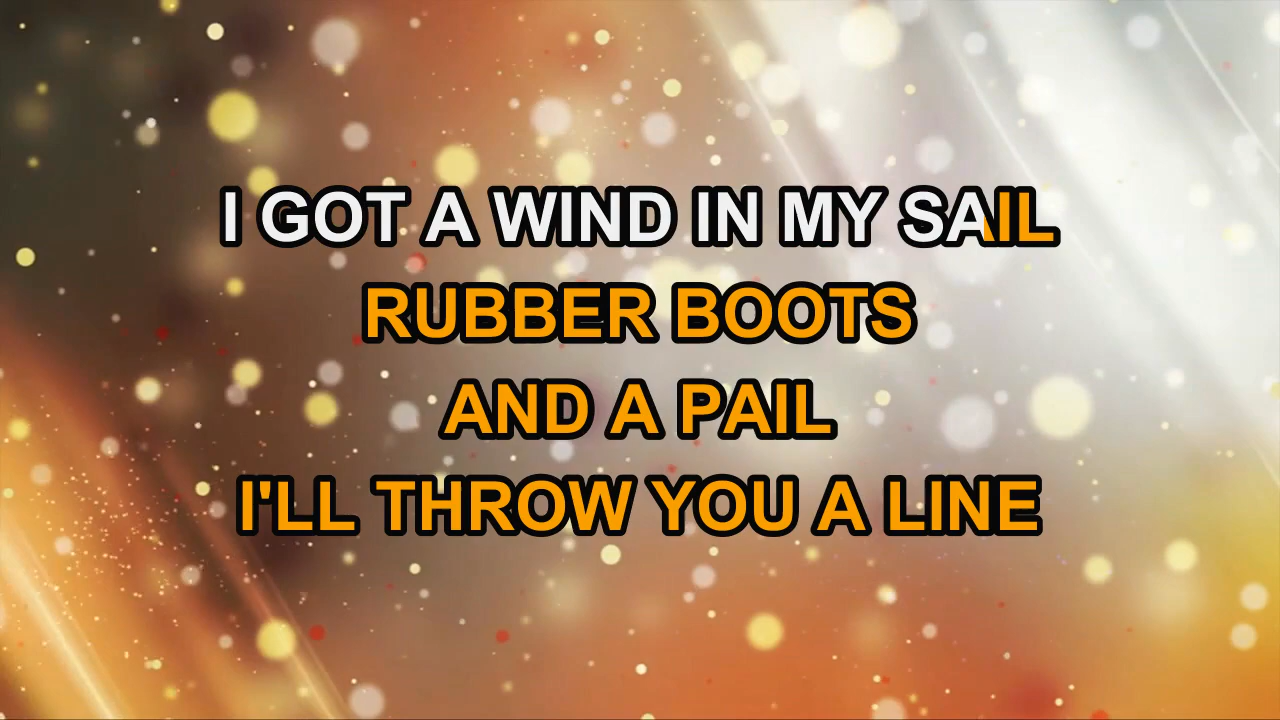 I GOT A WIND IN MY SAIL
RUBBER BOOTS
AND A PAIL
I'LL THROW YOU A LINE